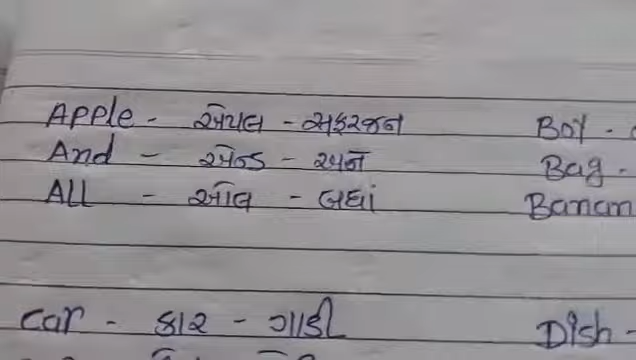 Apple - એપલ - સફરજન Boy -
And - એન્ડ - અને Bag -
All - ઓલ - બધાં
Car - કાર - ગાડી Dish -